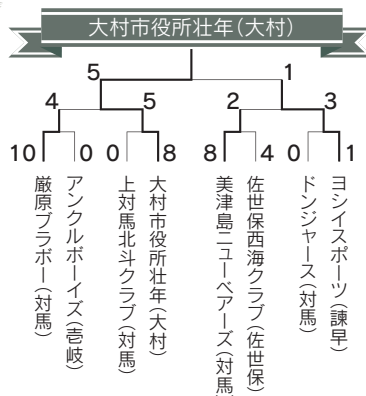 大村市役所壮年(大村)
5 1
4 5 2 3
10 0 0 8 8 4 0 1
厳原ブラボー(対馬)
アンクルボーイズ(壱岐)
上対馬北斗クラブ(対馬)
大村市役所壮年(大村)
美津島ニューベアーズ(対馬)
佐世保西海クラブ(佐世保)
ドンジャース(対馬)
ヨシイスポーツ(諫早)